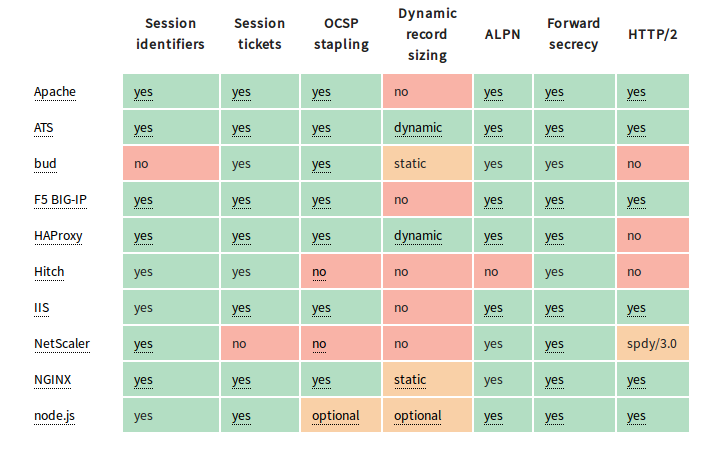 Session identifiers Session tickets OCSP stapling Dynamic record sizing ALPN Forward secrecy HTTP/2
Apache yes yes yes no yes yes yes
ATS yes yes yes dynamic yes yes yes
bud no yes yes static yes yes no
F5 BIG-IP yes yes yes no yes yes yes
HAProxy yes yes yes dynamic yes yes no
Hitch yes yes no no no yes no
IIS yes yes yes no yes yes yes
NetScaler yes no no no yes yes spdy/3.0
NGINX yes yes yes static yes yes yes
node.js yes yes optional optional yes yes yes